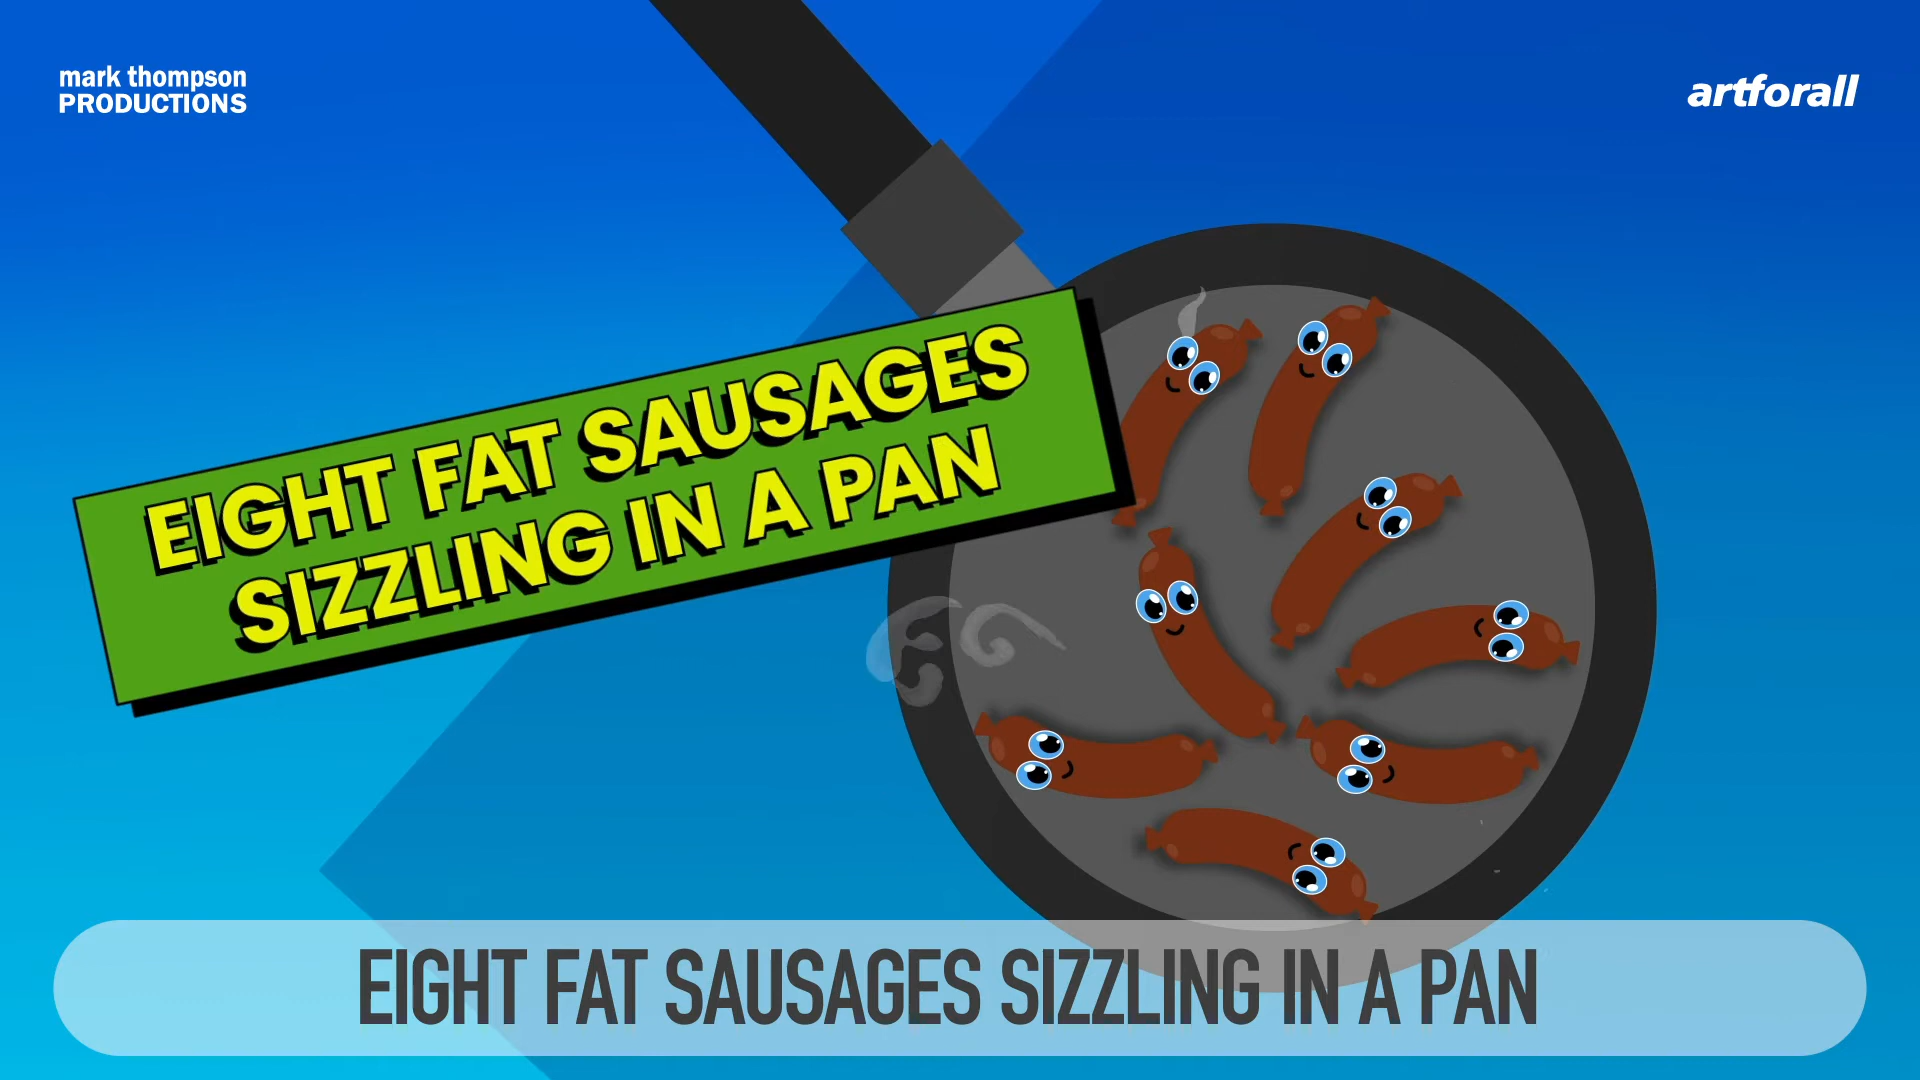 mark thompson
PRODUCTIONS
artforall
EIGHT FAT SAUSAGES
SIZZLING IN A PAN
EIGHT FAT SAUSAGES SIZZLING IN A PAN